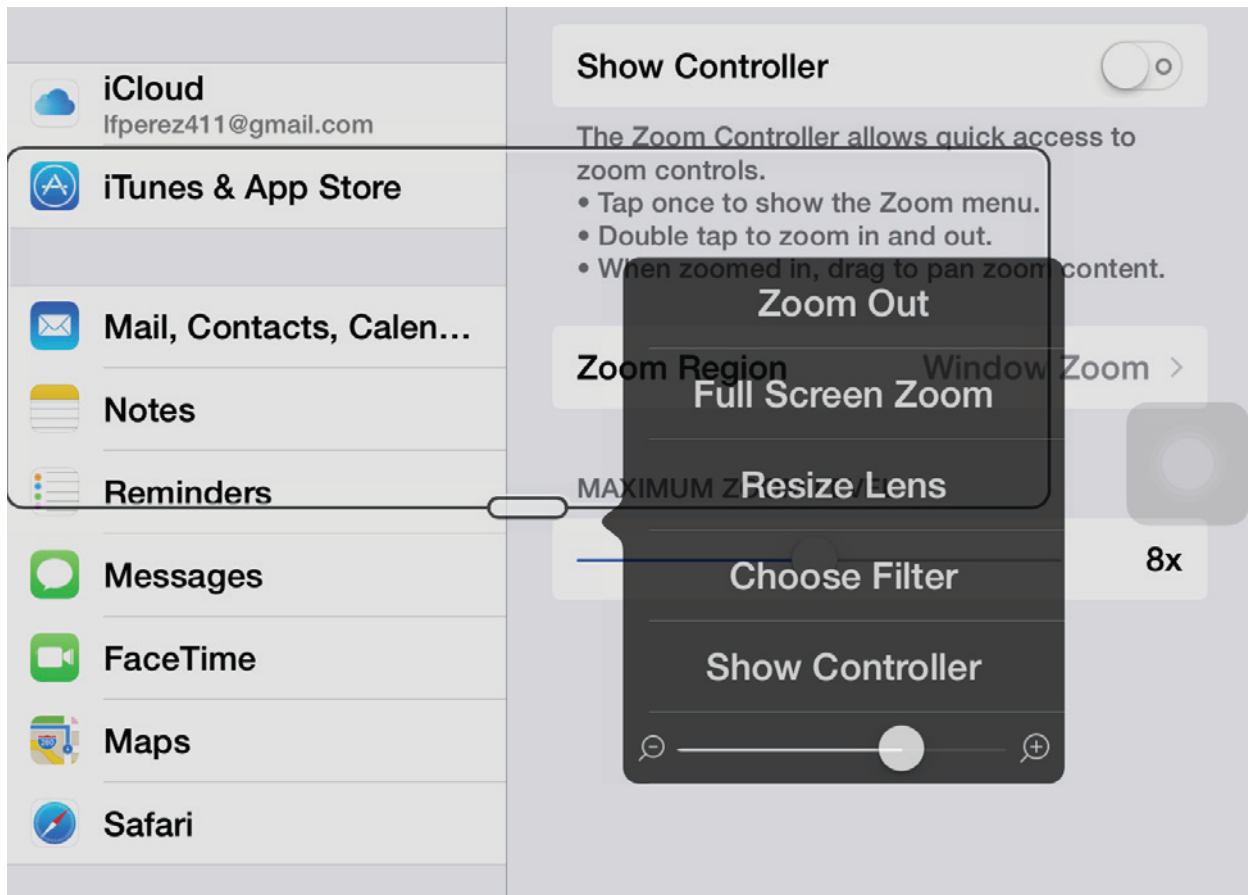 iCloud
lfperez411@gmail.com
iTunes & App Store
Mail, Contacts, Calen...
Notes
Reminders
Messages
FaceTime
Maps
Safari
Show Controller
The Zoom Controller allows quick access to
zoom controls.
• Tap once to show the Zoom menu.
• Double tap to zoom in and out.
• When zoomed in, drag to pan zoom content.
Zoom Region Window Zoom
MAXIMUM
8x
Zoom Out
Full Screen Zoom
Resize Lens
Choose Filter
Show Controller